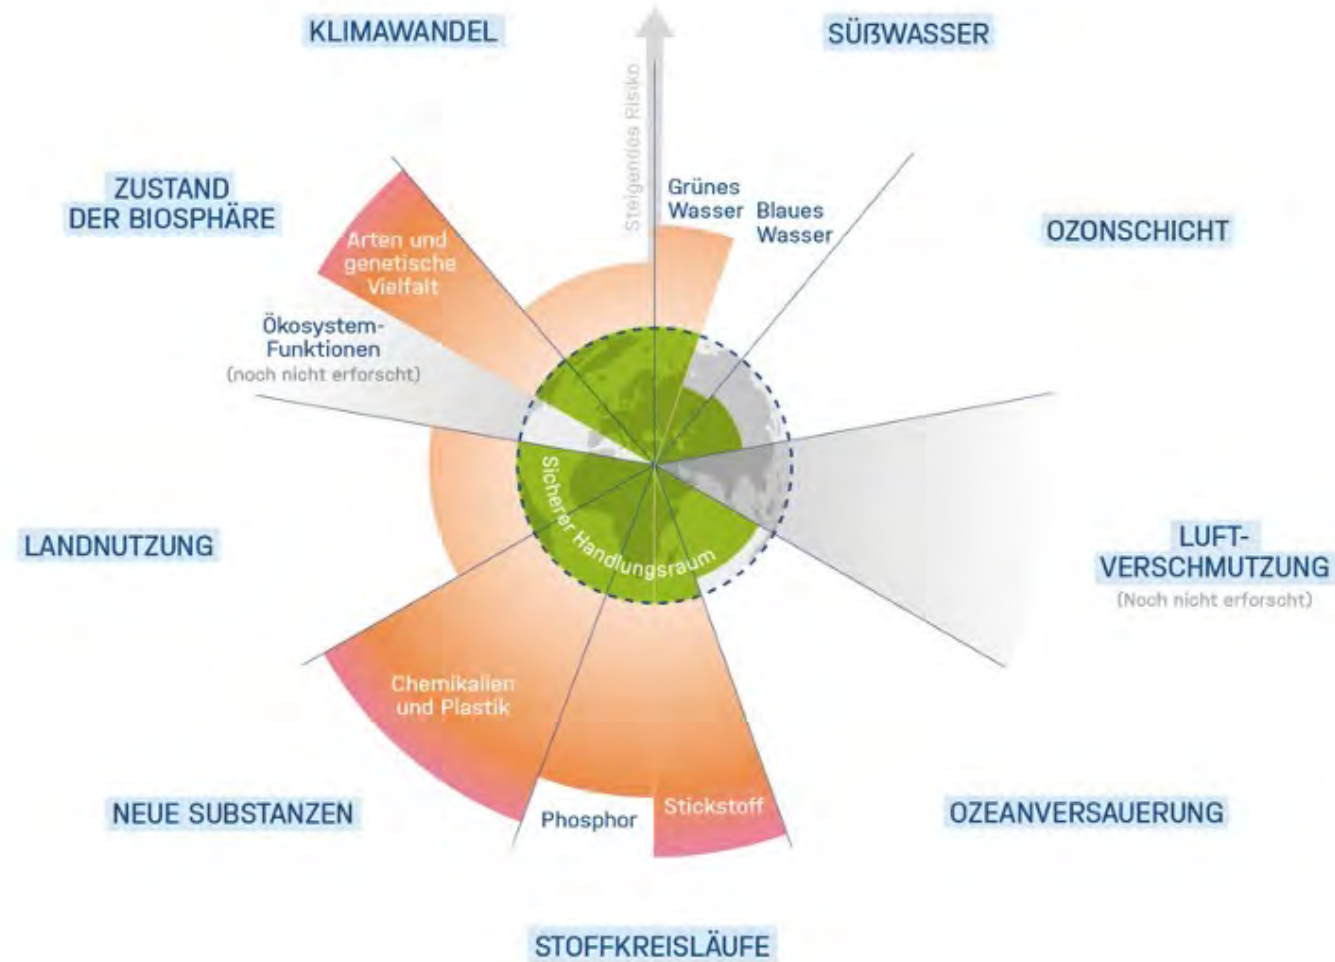 KLIMAWANDEL
SÜßWASSER
Steigendes Risiko
Grünes
Wasser
Blaues
Wasser
ZUSTAND
DER BIOSPHÄRE
Arten und
genetische
Vielfalt
OZONSCHICHT
Ökosystem-
Funktionen
(noch nicht erforscht)
Sicherer Handlungsraum
LANDNUTZUNG
LUFT-
VERSCHMUTZUNG
(Noch nicht erforscht)
Chemikalien
und Plastik
NEUE SUBSTANZEN
Phosphor
Stickstoff
OZEANVERSAUERUNG
STOFFKREISLÄUFE